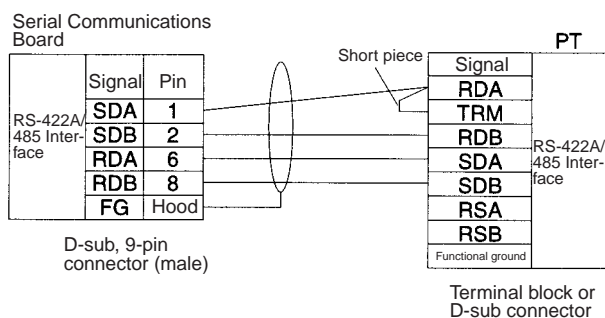 Serial Communications
Board
PT
Short piece
Signal Pin
Signal
RS-422A/
485 Inter-
face
SDA 1
SDB 2
RDA 6
RDB 8
FG Hood
RDA
TRM
RDB
SDA
SDB
RSA
RSB
Functional ground
RS-422A/
485 Inter-
face
D-sub, 9-pin
connector (male)
Terminal block or
D-sub connector